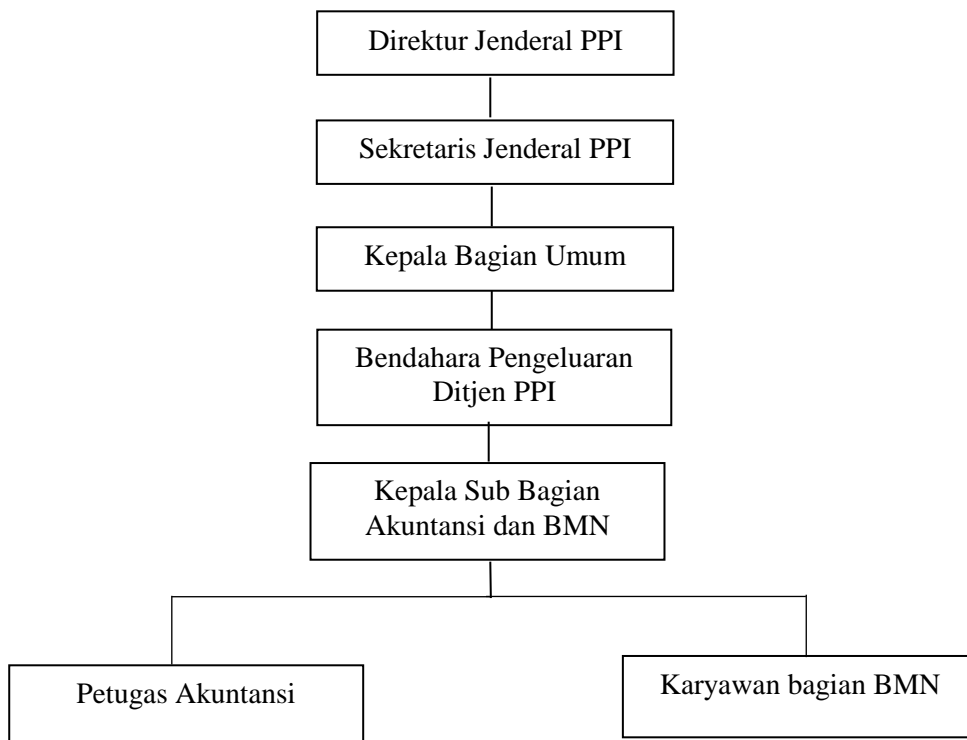 Direktur Jenderal PPI
Sekretaris Jenderal PPI
Kepala Bagian Umum
Bendahara Pengeluaran
Ditjen PPI
Kepala Sub Bagian
Akuntansi dan BMN
Petugas Akuntansi
Karyawan bagian BMN